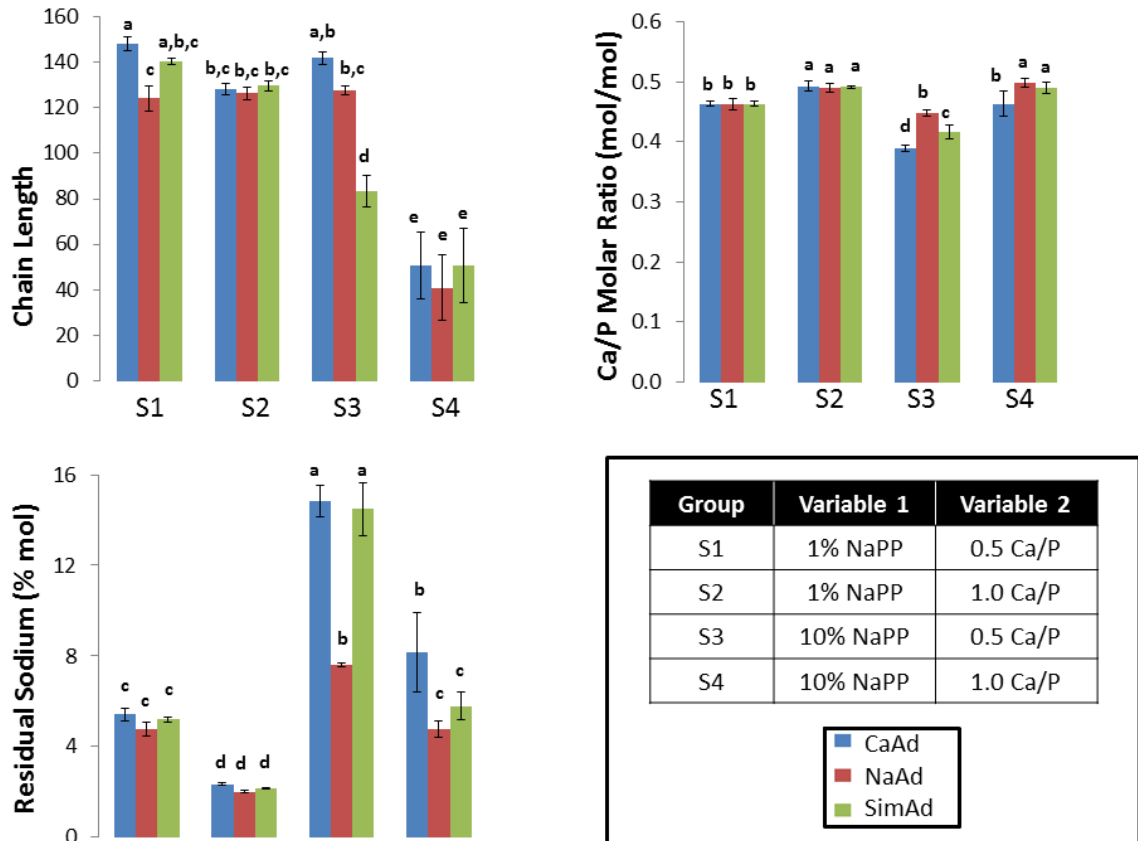 160
140
120
100
80
60
40
20
0
Chain Length
a
c
a,b,c
b,c b,c b,c
a,b
b,c
d
e
e
e
S1 S2 S3 S4
0.6
0.5
0.4
0.3
0.2
0.1
0.0
Ca/P Molar Ratio (mol/mol)
b b b
a a a
d
b
c
b
a a
S1 S2 S3 S4
16
12
8
4
0
Residual Sodium (% mol)
c c c
d d d
a
b
a
b
c
c
Group Variable 1 Variable 2
S1 1% NaPP 0.5 Ca/P
S2 1% NaPP 1.0 Ca/P
S3 10% NaPP 0.5 Ca/P
S4 10% NaPP 1.0 Ca/P
CaAd
NaAd
SimAd